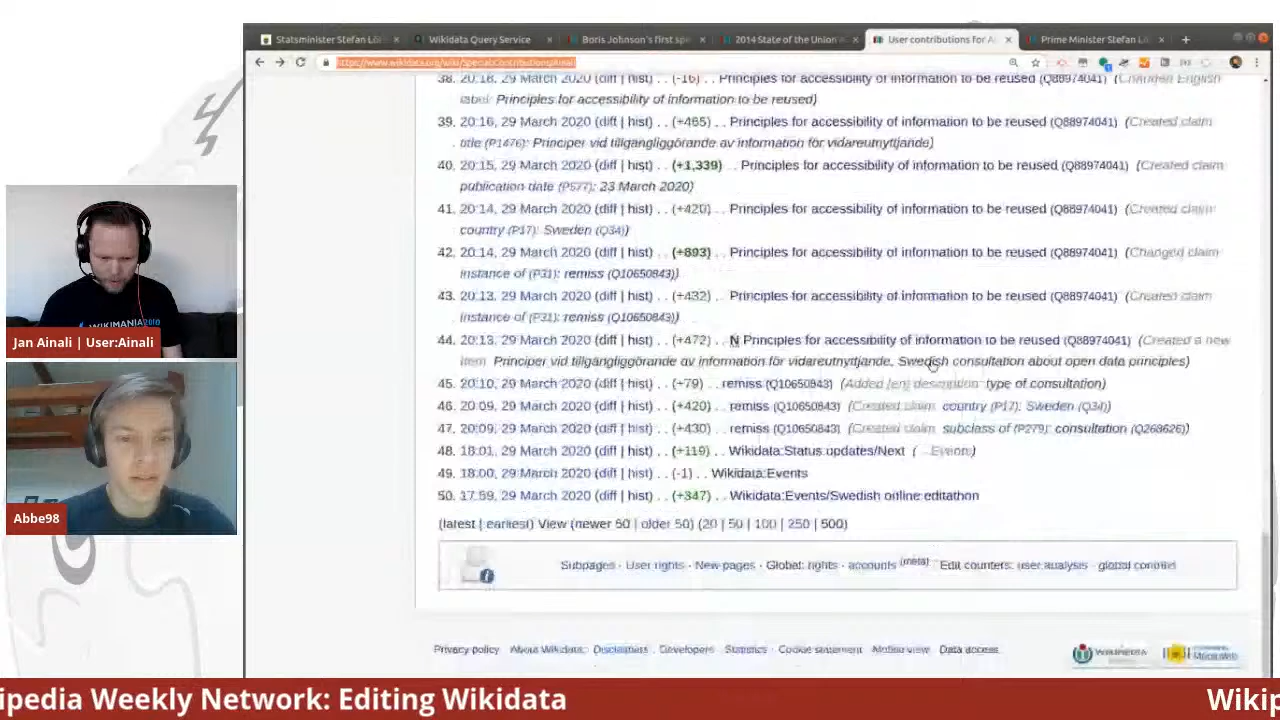 Statsminister Stefan Lö
Wikidata Query Service
Boris Johnson's first sp
2014 State of the Union
User contributions for A
Prime Minister Stefan Lö
https://www.wikidata.org/wiki/Special:Contributions/Ainali
38. 20:18, 29 March 2020 (diff | hist) . . (-16) . . Principles for accessibility of information to be reused (Q88974041) (Changed English
label: Principles for accessibility of information to be reused)
39. 20:16, 29 March 2020 (diff | hist) . . (+465) . . Principles for accessibility of information to be reused (Q88974041) (Created claim:
title (P1476): Principer vid tillgängliggörande av information för vidareutnyttjande)
40. 20:15, 29 March 2020 (diff | hist) . . (+1,339) . . Principles for accessibility of information to be reused (Q88974041) (Created claim:
publication date (P577): 23 March 2020)
41. 20:14, 29 March 2020 (diff | hist) . . (+420) . . Principles for accessibility of information to be reused (Q88974041) (Created claim:
country (P17): Sweden (Q34))
42. 20:14, 29 March 2020 (diff | hist) . . (+893) . . Principles for accessibility of information to be reused (Q88974041) (Changed claim:
instance of (P31): remiss (Q10650843))
43. 20:13, 29 March 2020 (diff | hist) . . (+432) . . Principles for accessibility of information to be reused (Q88974041) (Created claim:
instance of (P31): remiss (Q10650843))
44. 20:13, 29 March 2020 (diff | hist) . . (+472) . . N Principles for accessibility of information to be reused (Q88974041) (Created a new
item: Principer vid tillgängliggörande av information för vidareutnyttjande, Swedish consultation about open data principles)
45. 20:10, 29 March 2020 (diff | hist) . . (+79) . . remiss (Q10650843) (Added [en] description: type of consultation)
46. 20:09, 29 March 2020 (diff | hist) . . (+420) . . remiss (Q10650843) (Created claim: country (P17): Sweden (Q34))
47. 20:09, 29 March 2020 (diff | hist) . . (+430) . . remiss (Q10650843) (Created claim: subclass of (P279): consultation (Q268626))
48. 18:01, 29 March 2020 (diff | hist) . . (+119) . . Wikidata:Status updates/Next (Events)
49. 18:00, 29 March 2020 (diff | hist) . . (-1) . . Wikidata:Events
50. 17:59, 29 March 2020 (diff | hist) . . (+347) . . Wikidata:Events/Swedish online editathon
(latest | earliest) View (newer 50 | older 50) (20 | 50 | 100 | 250 | 500)
Subpages · User rights · New pages · Global: rights · accounts (meta) · Edit counters: user analysis · global contribs
Privacy policy About Wikidata Disclaimers Developers Statistics Cookie statement Mobile view Data access
WIKIMEDIA
MediaWiki
WIKIMANIA2019
Jan Ainali | User:Ainali
Abbe98
ipedia Weekly Network: Editing Wikidata
Wikip